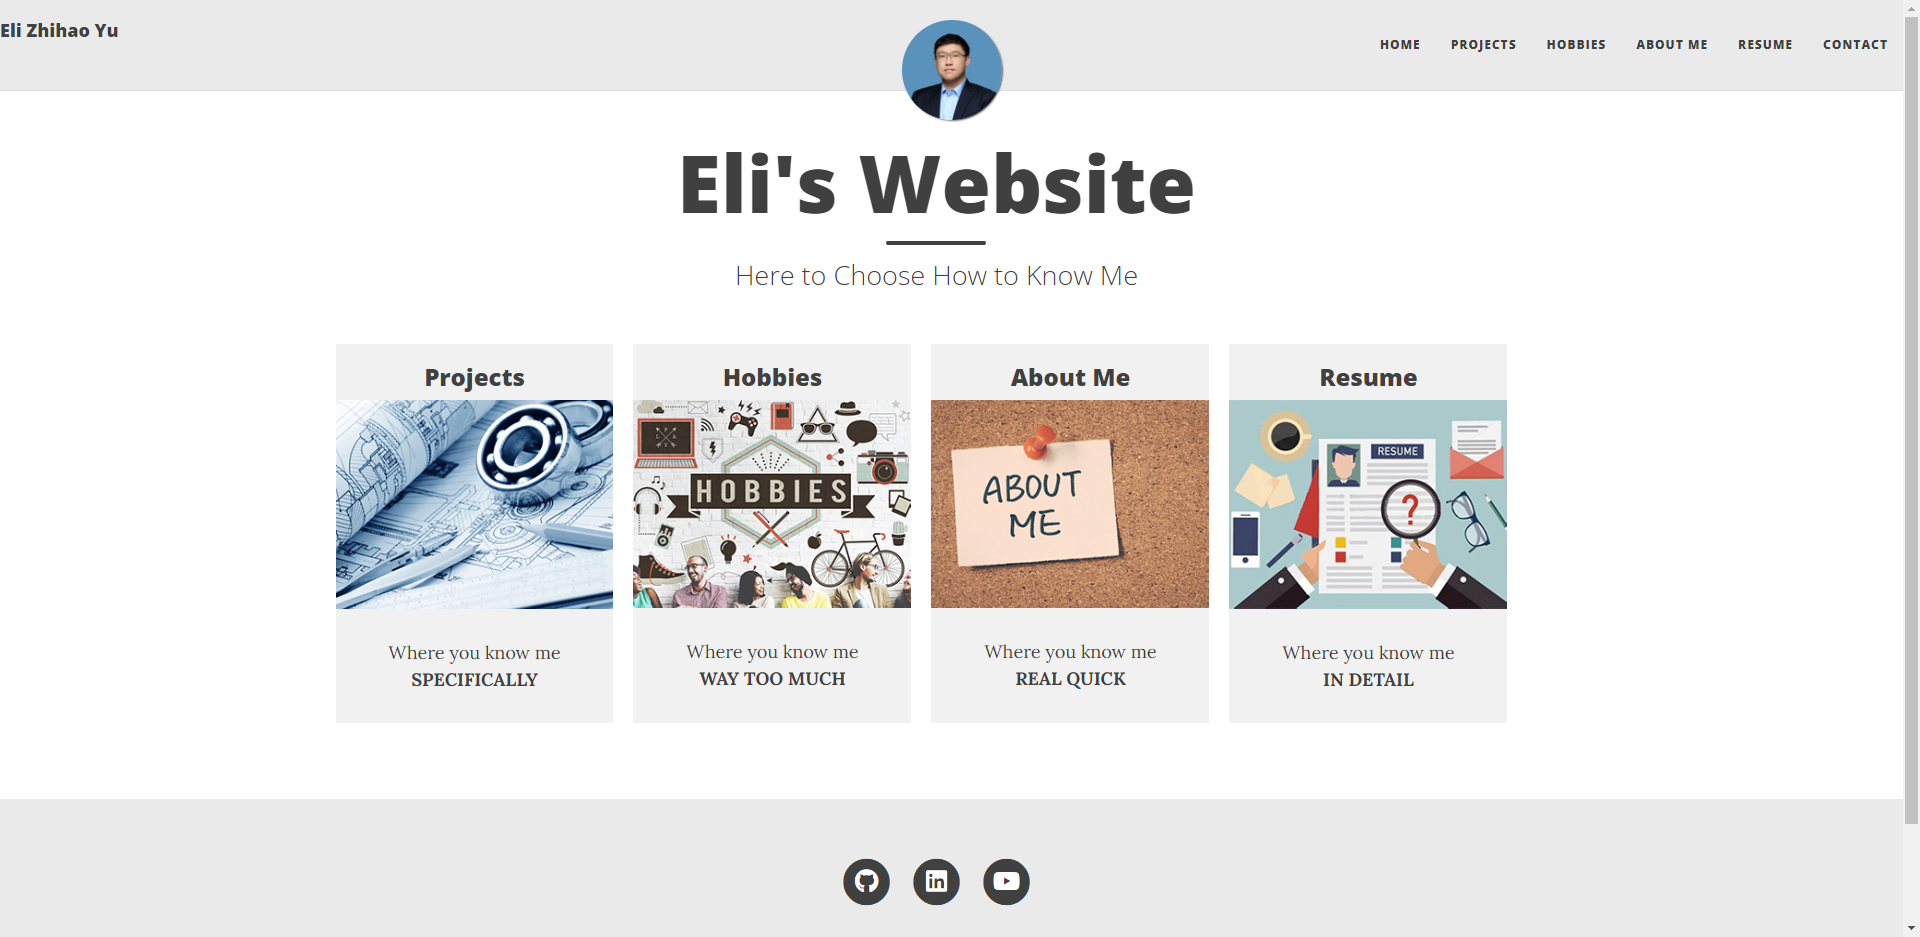 Eli Zhihao Yu
HOME PROJECTS HOBBIES ABOUT ME RESUME CONTACT
Eli's Website
Here to Choose How to Know Me
Projects
Hobbies
About Me
Resume
HOBBIES
ABOUT
ME
RESUME
?
Where you know me
SPECIFICALLY
Where you know me
WAY TOO MUCH
Where you know me
REAL QUICK
Where you know me
IN DETAIL
in